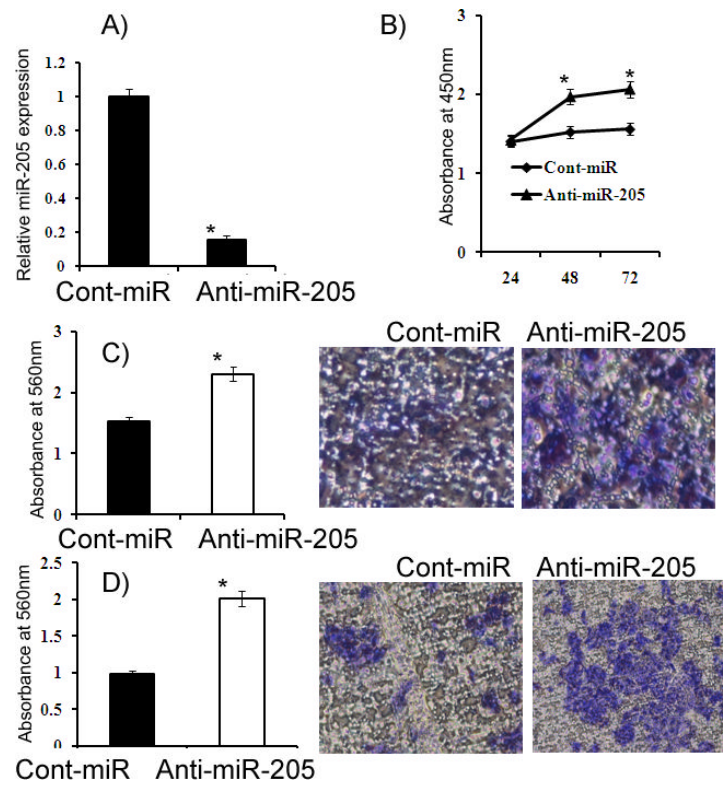 A)
Relative miR-205 expression
1.2
1
0.8
0.6
0.4
0.2
0
*
Cont-miR Anti-miR-205
B)
Absorbance at 450nm
3
2
1
0
* *
Cont-miR
Anti-miR-205
24 48 72
C)
Absorbance at 560nm
3
2
1
0
*
Cont-miR Anti-miR-205
Cont-miR Anti-miR-205
D)
Absorbance at 560nm
2.5
2
1.5
1
0.5
0
*
Cont-miR Anti-miR-205
Cont-miR Anti-miR-205